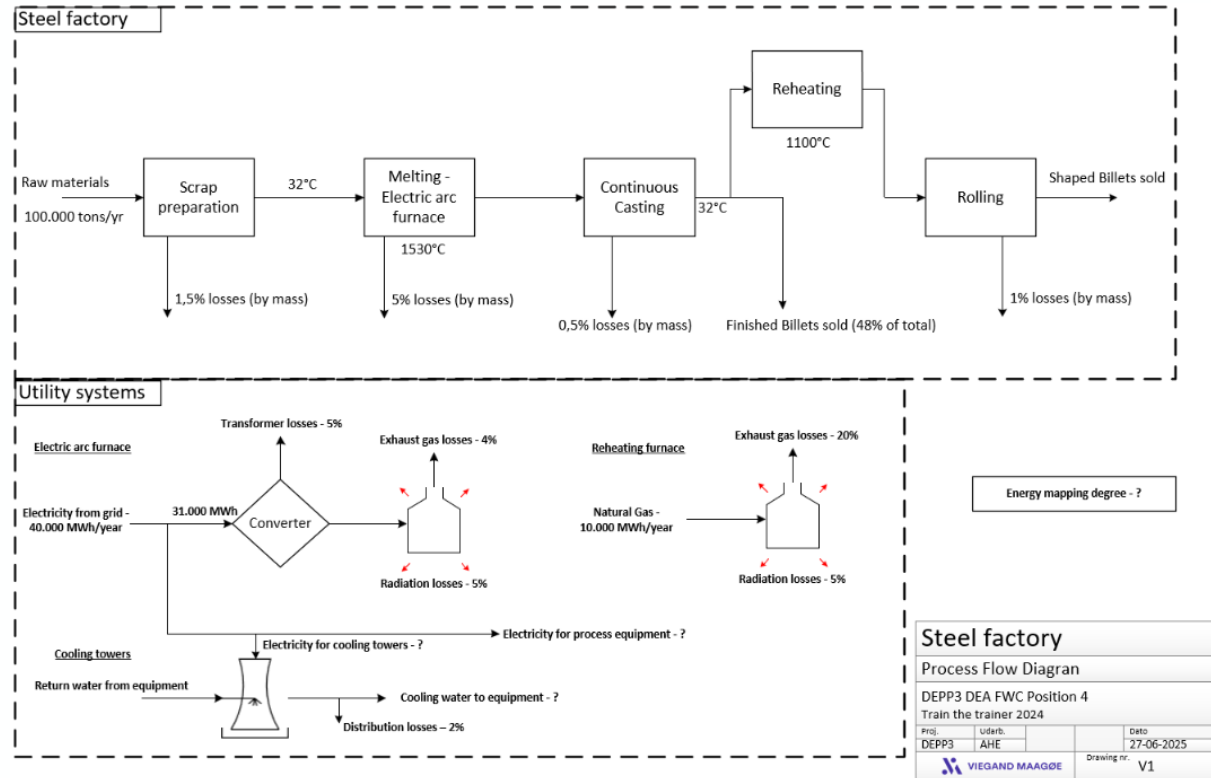 Steel factory
Reheating
1100°C
Raw materials
100.000 tons/yr
Scrap
preparation
32°C
Melting -
Electric arc
furnace
1530°C
Continuous
Casting
32°C
Rolling
Shaped Billets sold
1,5% losses (by mass)
5% losses (by mass)
0,5% losses (by mass)
Finished Billets sold (48% of total)
1% losses (by mass)
Utility systems
Electric arc furnace
Transformer losses - 5%
Exhaust gas losses - 4%
Electricity from grid -
40.000 MWh/year
31.000 MWh
Converter
Radiation losses - 5%
Reheating furnace
Exhaust gas losses - 20%
Natural Gas -
10.000 MWh/year
Radiation losses - 5%
Energy mapping degree - ?
Electricity for process equipment - ?
Electricity for cooling towers - ?
Cooling towers
Return water from equipment
Cooling water to equipment - ?
Distribution losses – 2%
Steel factory
Process Flow Diagran
DEPP3 DEA FWC Position 4
Train the trainer 2024
Proj. Udarb. Dato
DEPP3 AHE 27-06-2025
VIEGAND MAAGØE Drawing nr. V1